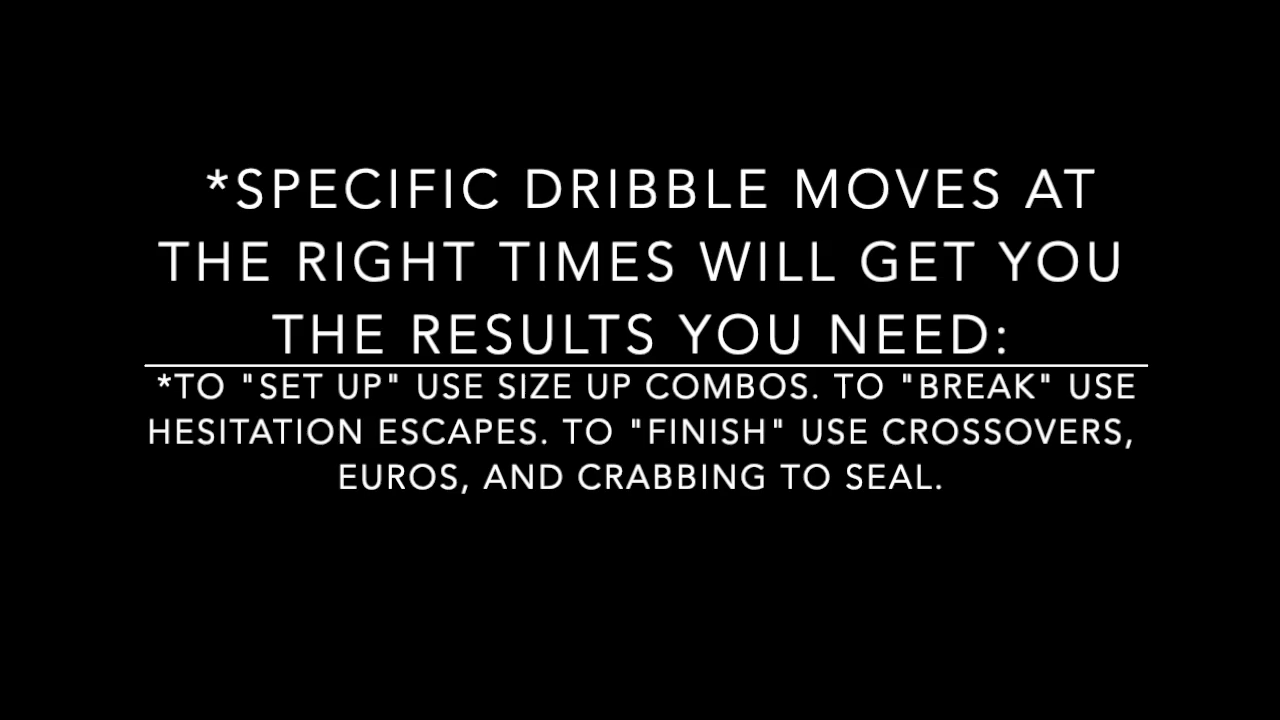 *SPECIFIC DRIBBLE MOVES AT
THE RIGHT TIMES WILL GET YOU
THE RESULTS YOU NEED:
*TO "SET UP" USE SIZE UP COMBOS. TO "BREAK" USE
HESITATION ESCAPES. TO "FINISH" USE CROSSOVERS,
EUROS, AND CRABBING TO SEAL.